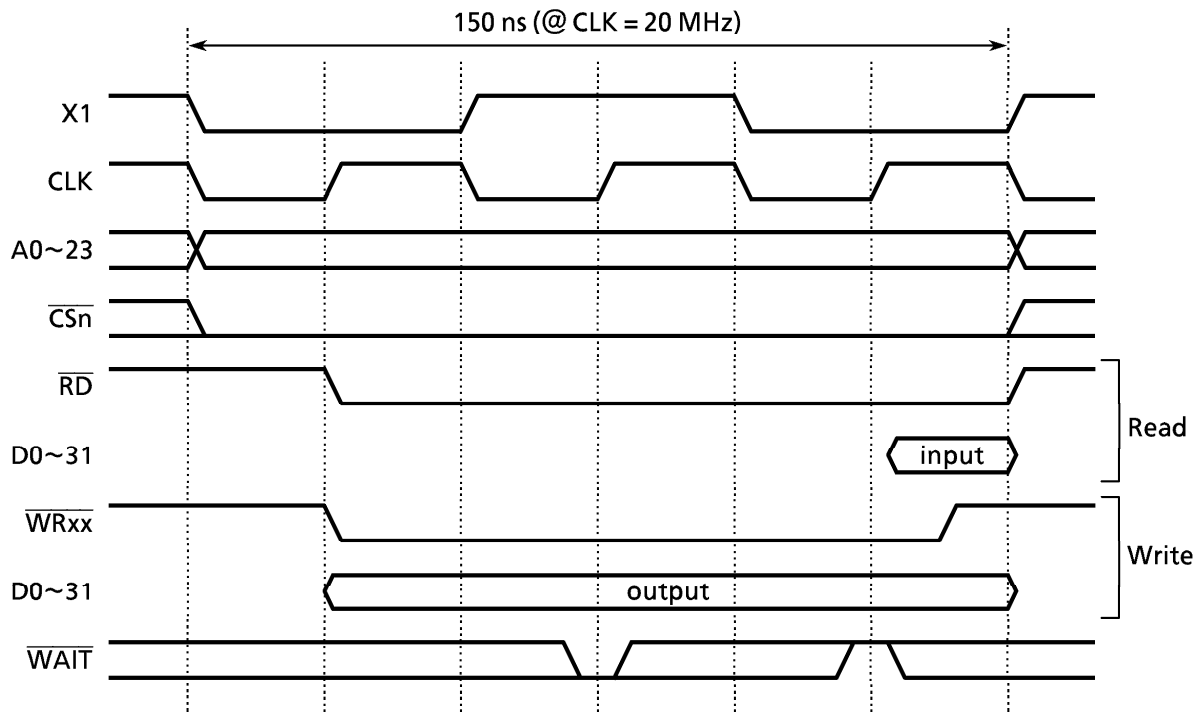 150 ns (@ CLK = 20 MHz)
X1
CLK
A0~23
CSn
RD
Read
D0~31
input
WRxx
Write
D0~31
output
WAIT